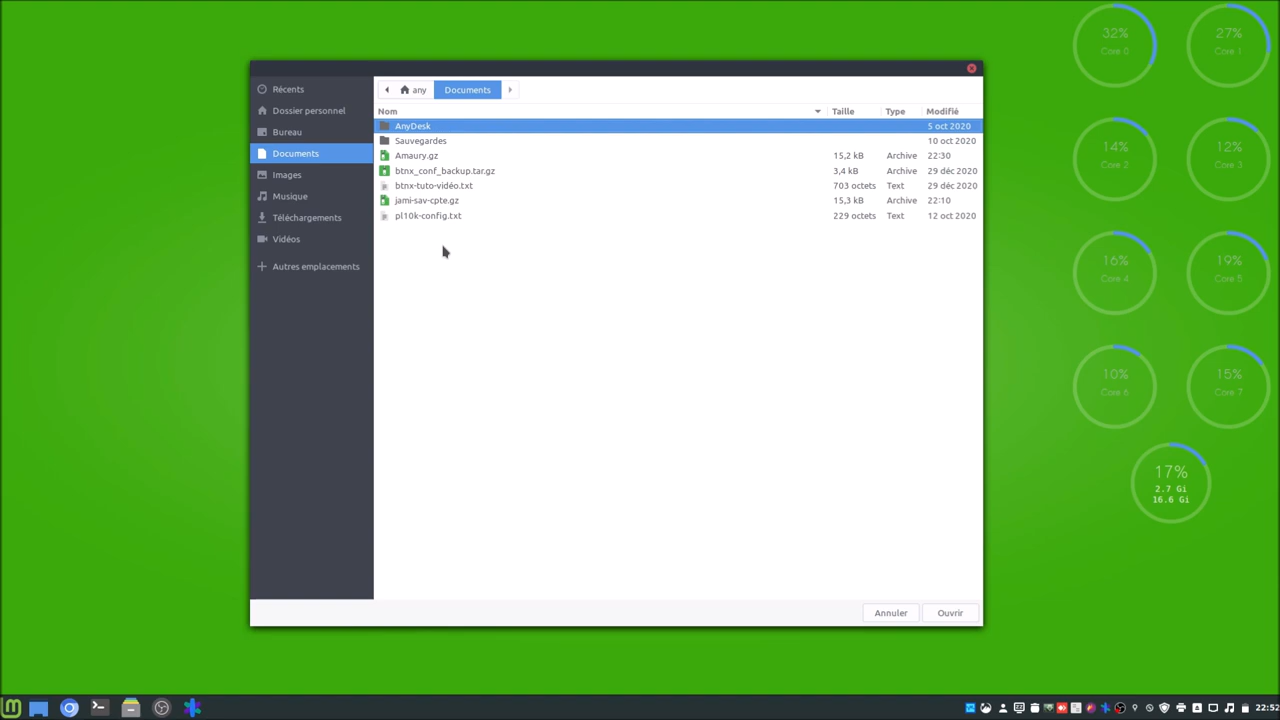 32%
Core 0
27%
Core 1
14%
Core 2
12%
Core 3
16%
Core 4
19%
Core 5
10%
Core 6
15%
Core 7
17%
2.7 Gi
16.6 Gi
Récents
Dossier personnel
Bureau
Documents
Images
Musique
Téléchargements
Vidéos
Autres emplacements
any Documents
Nom Taille Type Modifié
AnyDesk 5 oct 2020
Sauvegardes 10 oct 2020
Amaury.gz 15,2 kB Archive 22:30
btnx_conf_backup.tar.gz 3,4 kB Archive 29 déc 2020
btnx-tuto-vidéo.txt 703 octets Text 29 déc 2020
jami-sav-cpte.gz 15,3 kB Archive 22:10
pl10k-config.txt 229 octets Text 12 oct 2020
Annuler Ouvrir
22:52